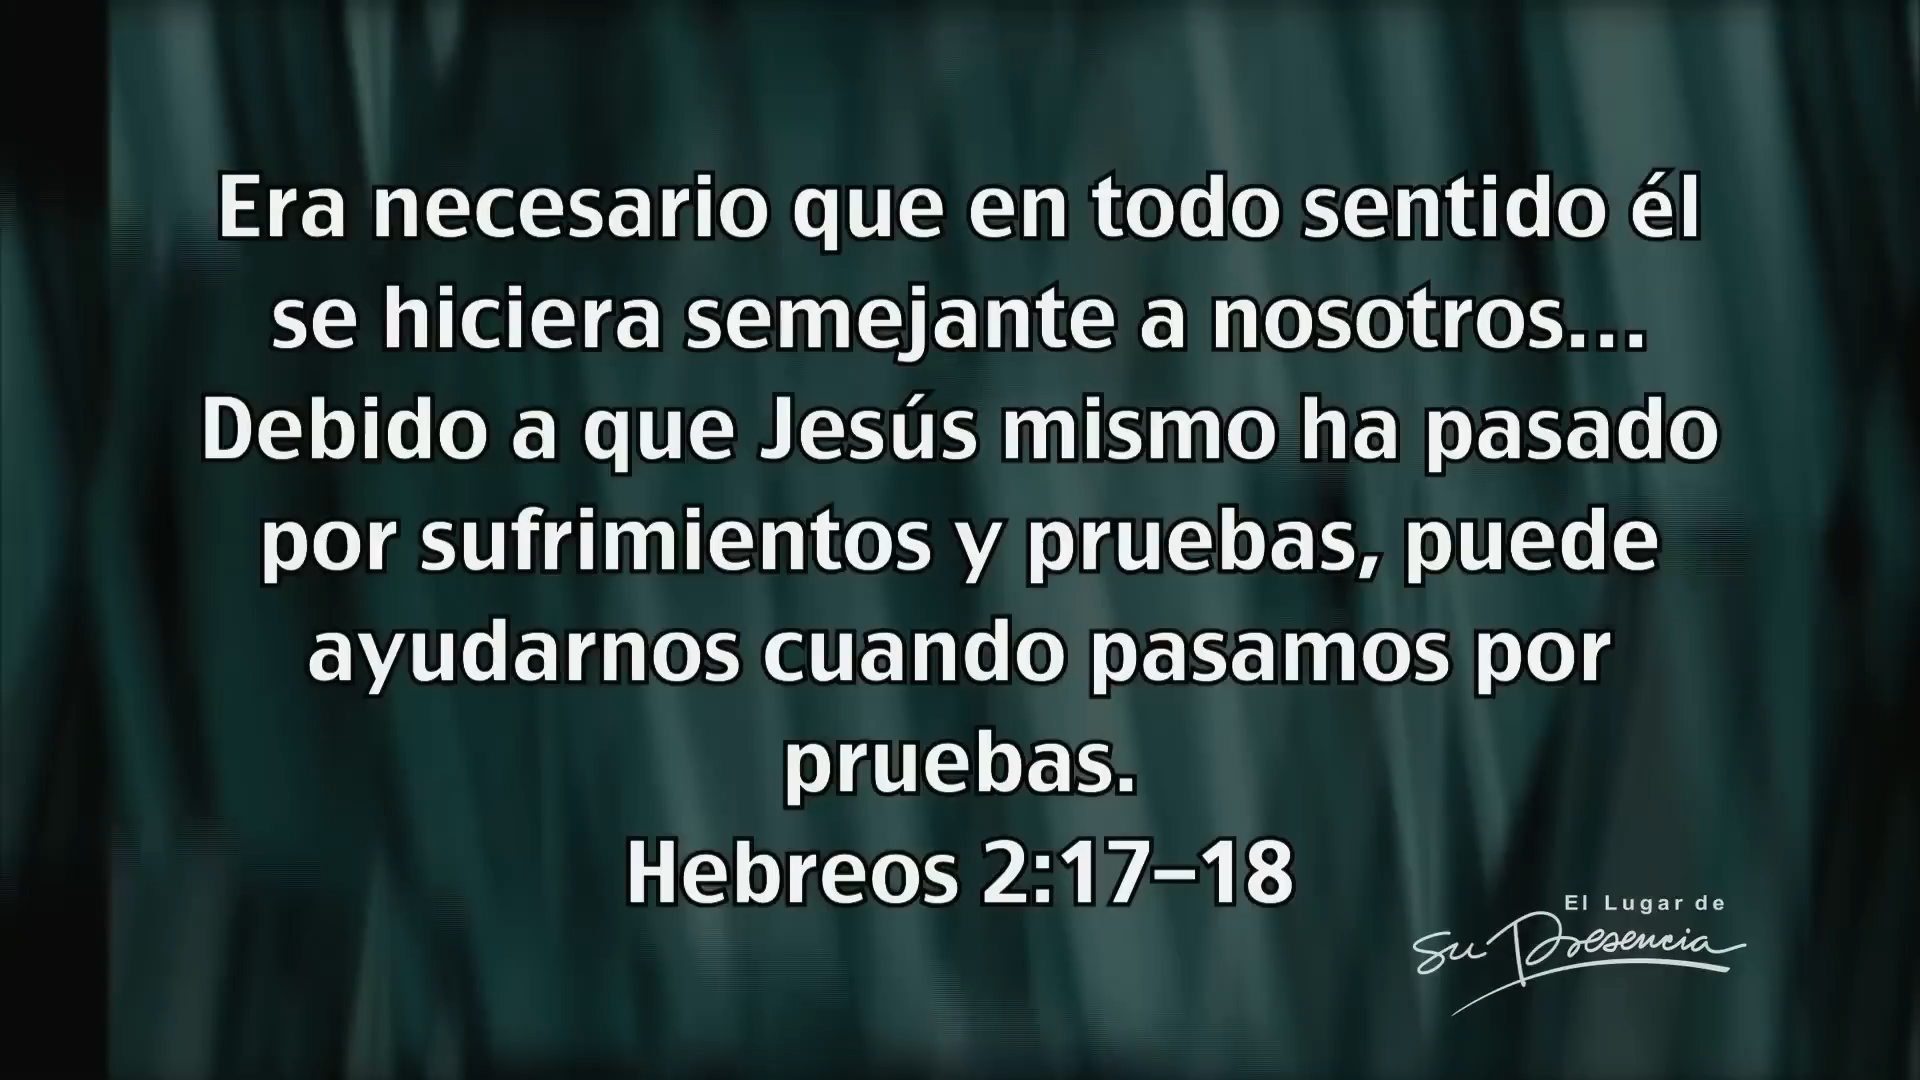 Era necesario que en todo sentido él
se hiciera semejante a nosotros...
Debido a que Jesús mismo ha pasado
por sufrimientos y pruebas, puede
ayudarnos cuando pasamos por
pruebas.
Hebreos 2:17–18
El Lugar de
Su Presencia